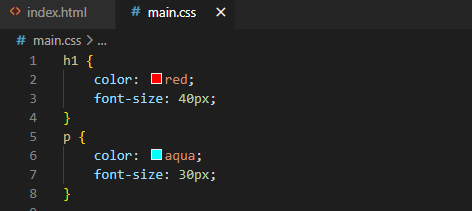 <> index.html # main.css ×
# main.css > ...
1 h1 {
2     color: red;
3     font-size: 40px;
4 }
5 p {
6     color: aqua;
7     font-size: 30px;
8 }